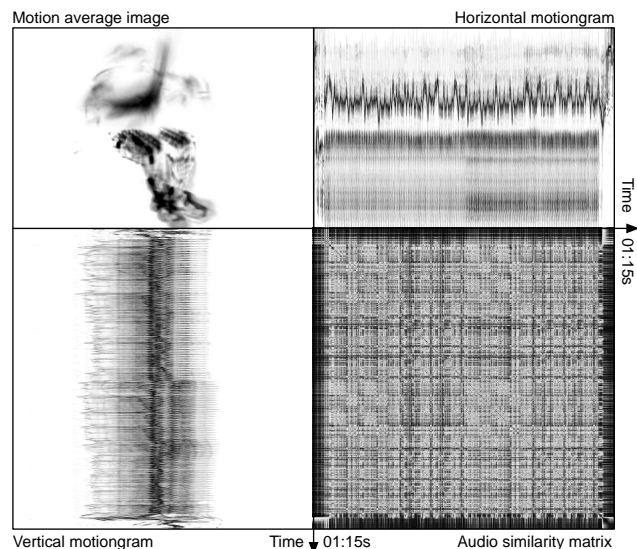 Motion average image
Horizontal motiongram
Time
01:15s
Vertical motiongram
Time
01:15s
Audio similarity matrix